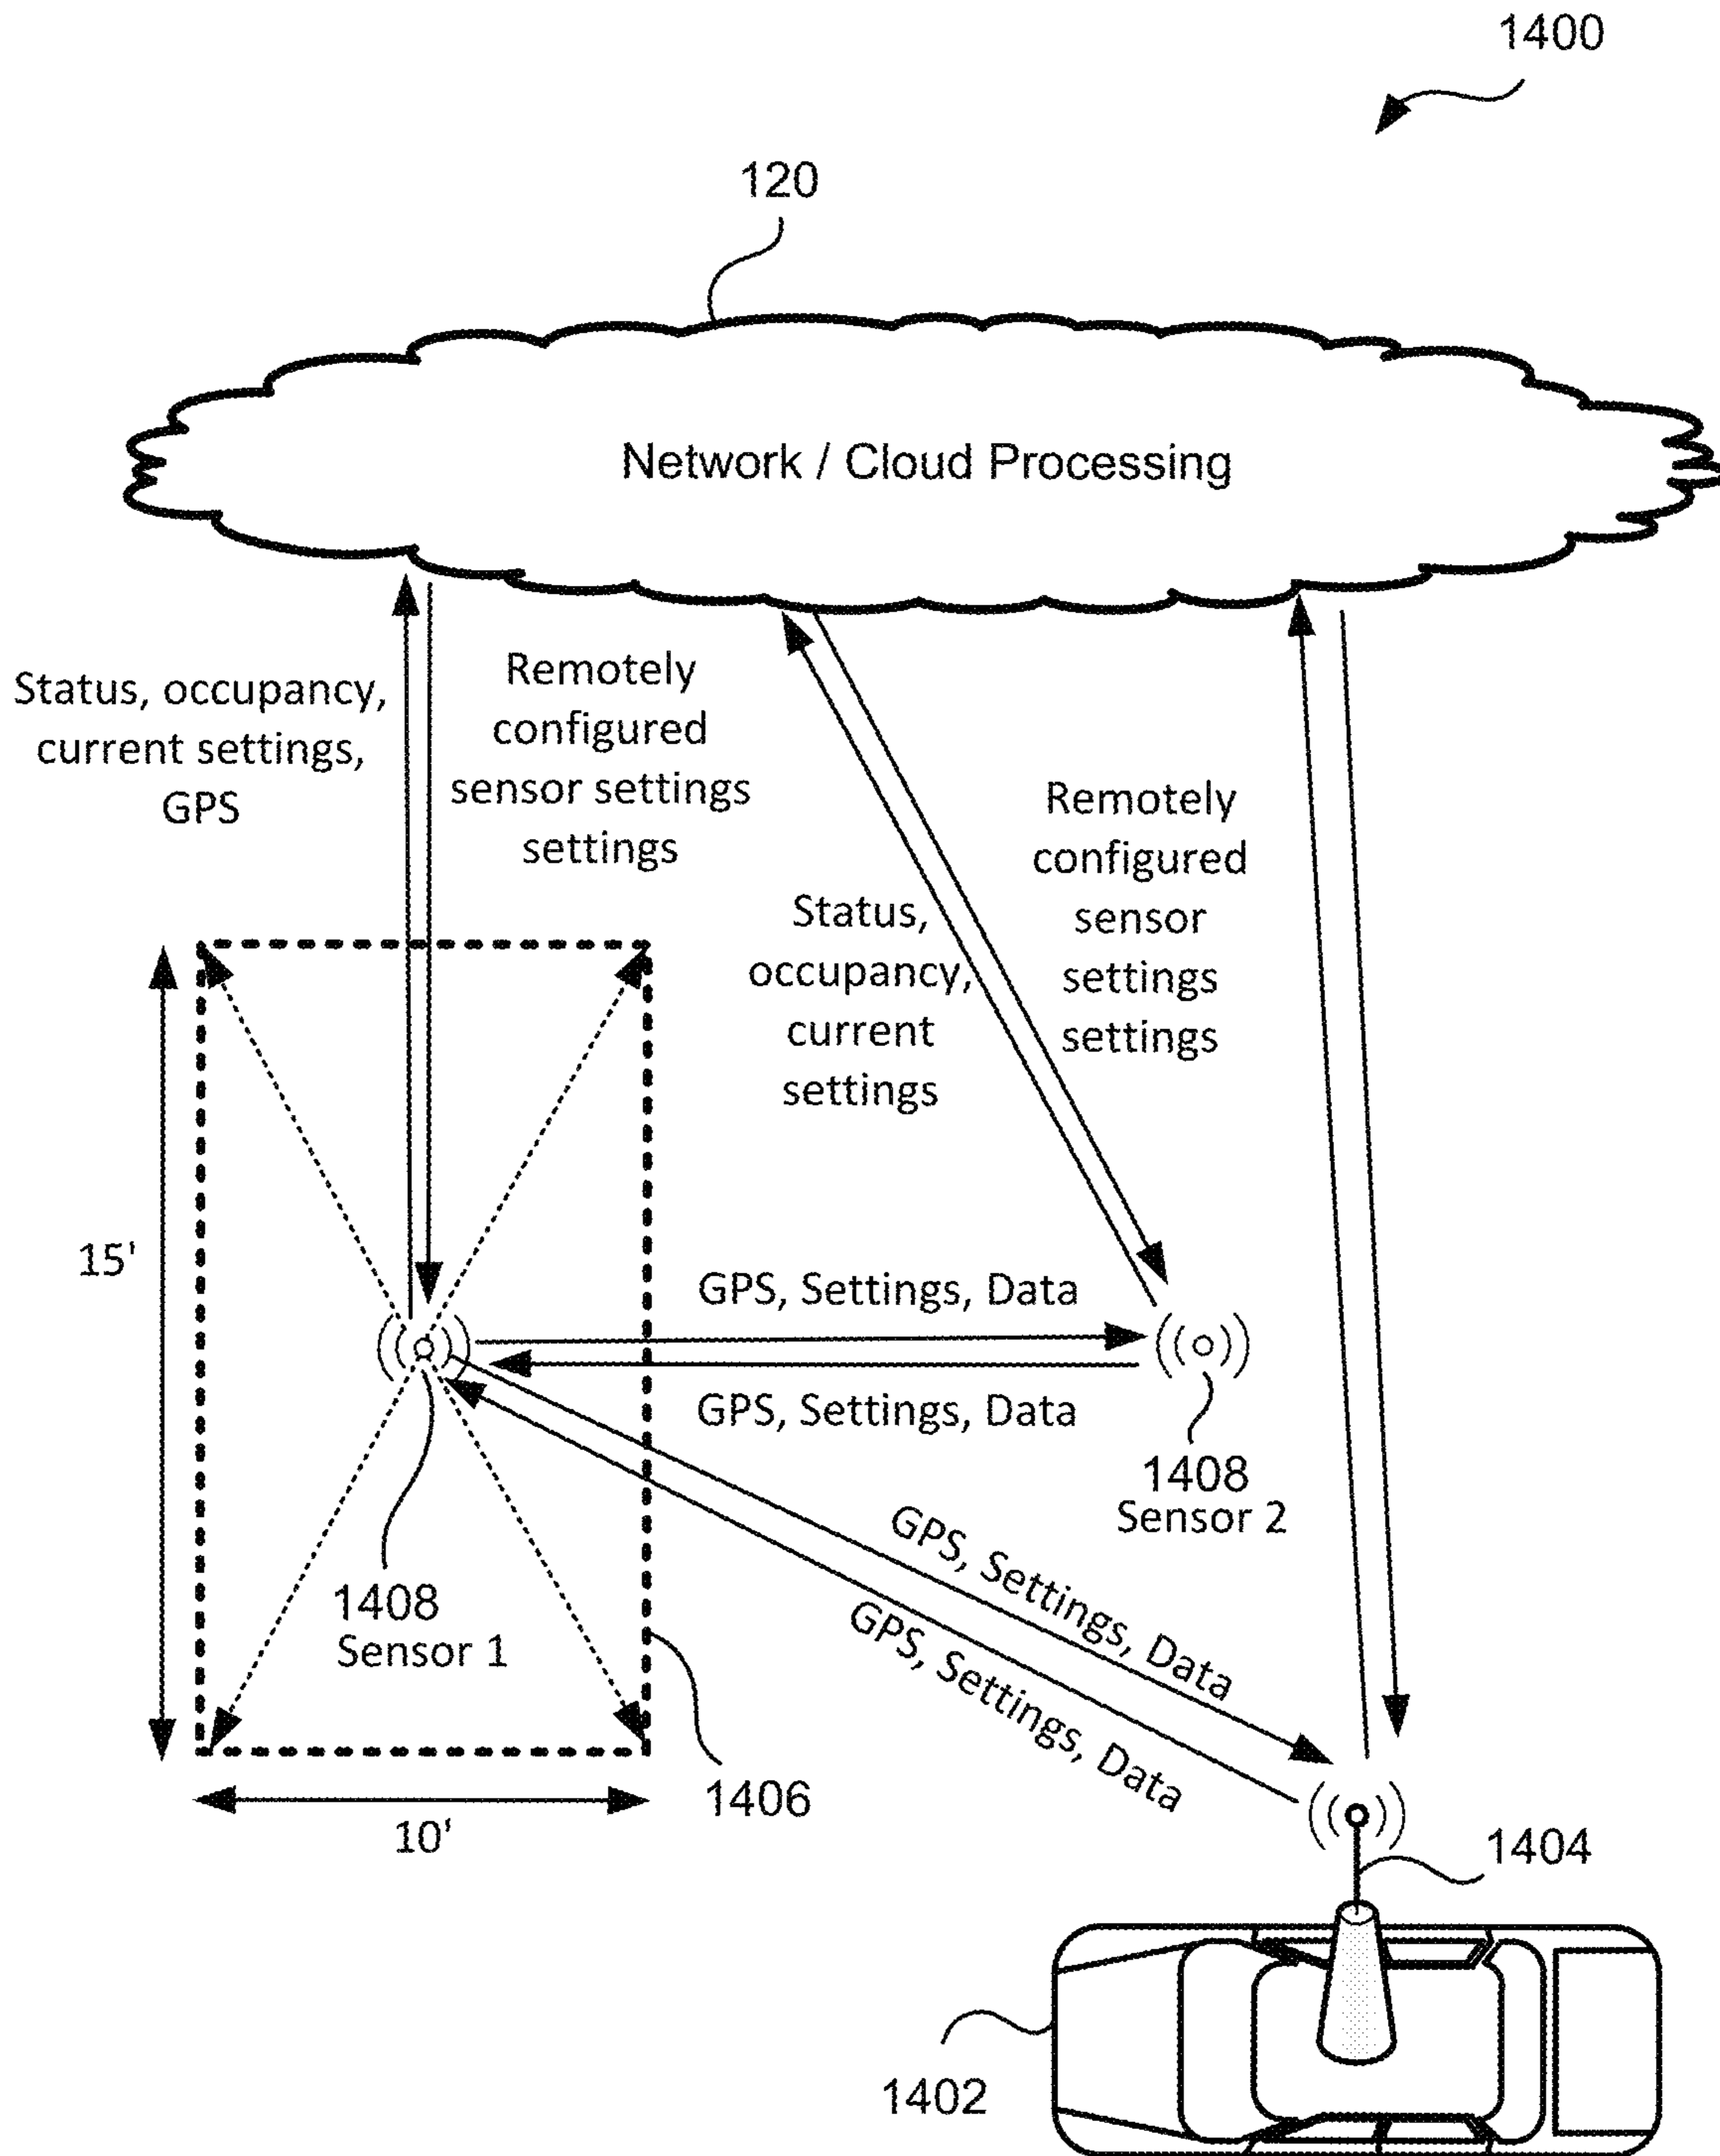 1400
120
Network / Cloud Processing
Status, occupancy,
current settings,
GPS
Remotely
configured
sensor settings
settings
Remotely
configured
sensor
settings
settings
Status,
occupancy,
current
settings
15'
GPS, Settings, Data
GPS, Settings, Data
1408
Sensor 2
1408
Sensor 1
GPS, Settings, Data
GPS, Settings, Data
1406
10'
1404
1402